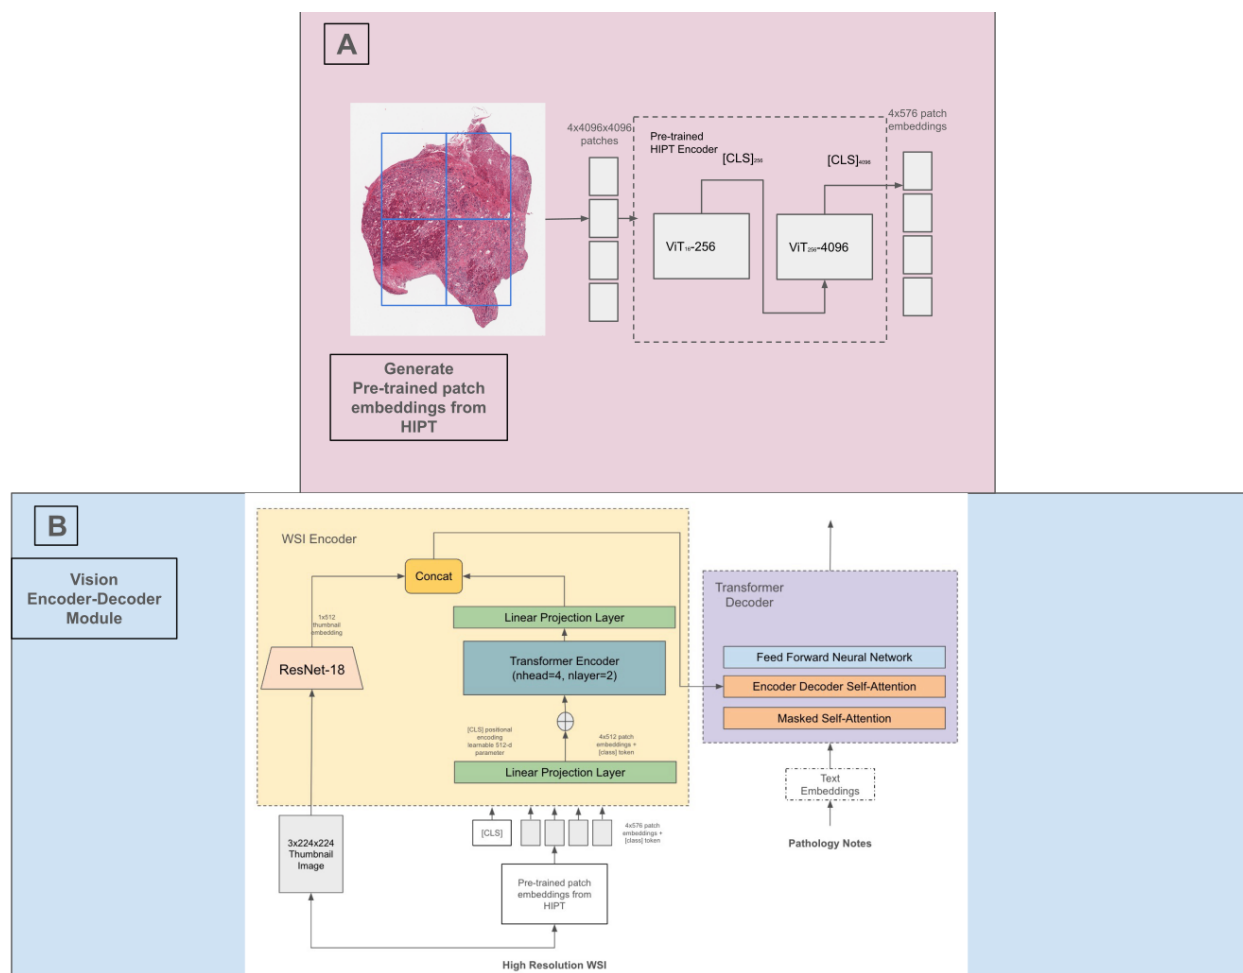 A
4x4096x4096
patches
Pre-trained
HIPT Encoder
[CLS]256
[CLS]4096
4x576 patch
embeddings
ViT16-256
ViT256-4096
Generate
Pre-trained patch
embeddings from
HIPT
B
Vision
Encoder-Decoder
Module
WSI Encoder
Concat
1x512
thumbnail
embedding
ResNet-18
Linear Projection Layer
Transformer Encoder
(nhead=4, nlayer=2)
[CLS] positional
encoding
learnable 512-d
parameter
4x512 patch
embeddings +
[class] token
Linear Projection Layer
[CLS]
4x576 patch
embeddings +
[class] token
3x224x224
Thumbnail
Image
Pre-trained patch
embeddings from
HIPT
High Resolution WSI
Transformer
Decoder
Feed Forward Neural Network
Encoder Decoder Self-Attention
Masked Self-Attention
Text
Embeddings
Pathology Notes